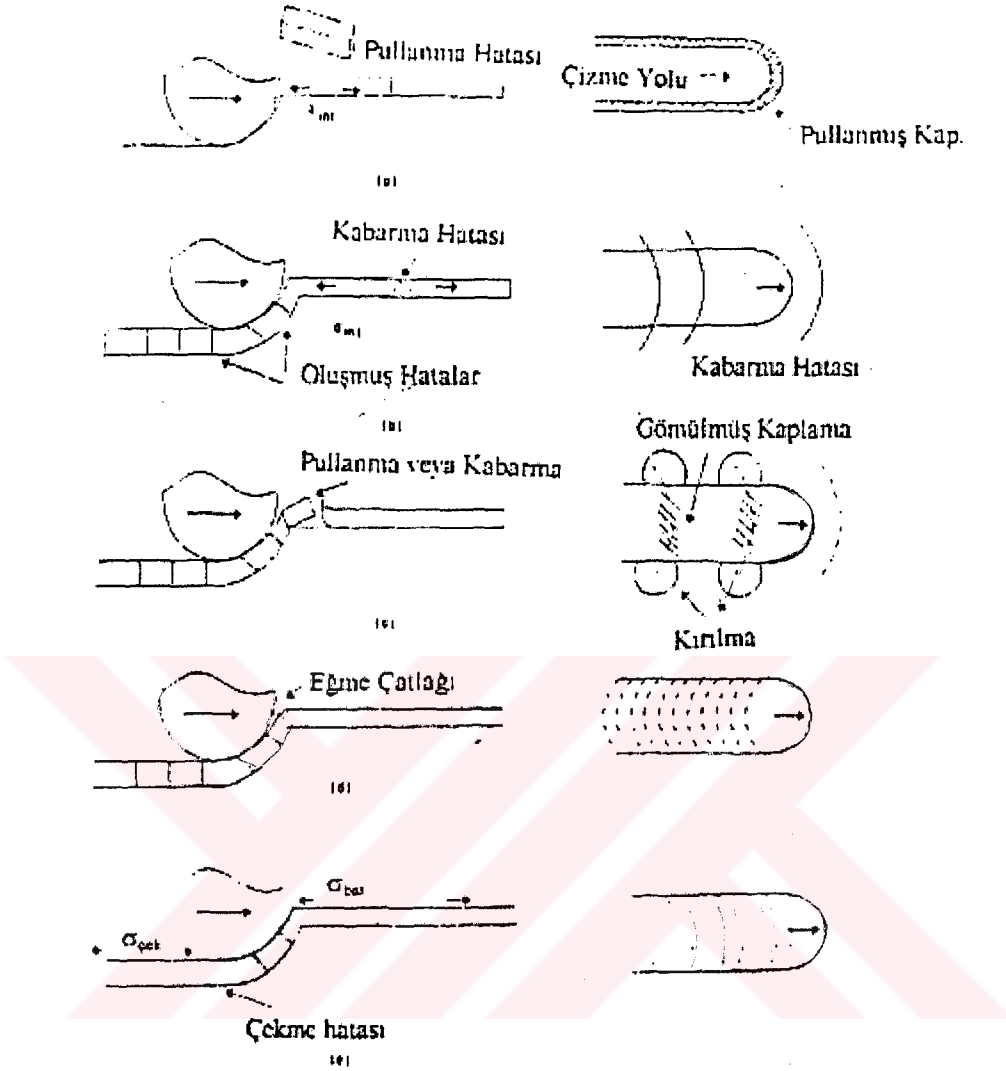 Pullanma Hatası
Çizme Yolu
Pullanmış Kap.
(a)
Kabarma Hatası
Oluşmuş Hatalar
Kabarma Hatası
(b)
Gömülmüş Kaplama
Pullanma veya Kabarma
Kırılma
(c)
Eğme Çatlağı
(d)
σbas
σçek
Çekme hatası
(e)